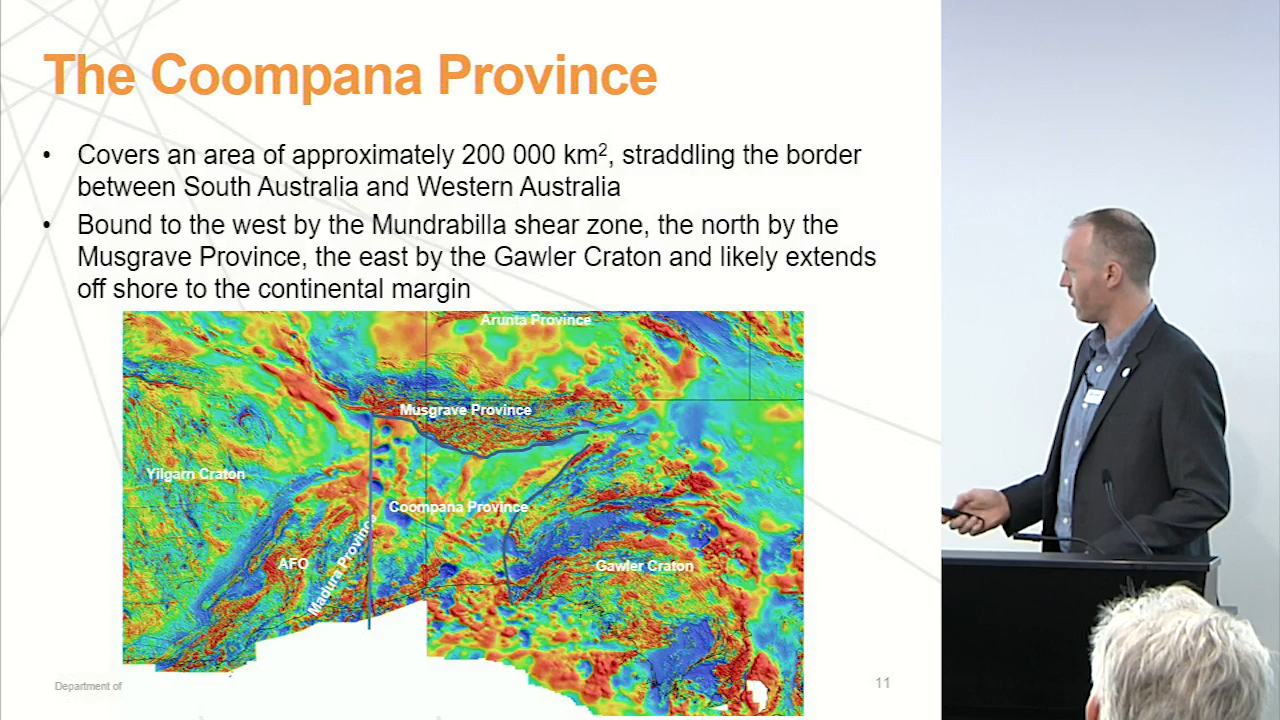 The Coompana Province
• Covers an area of approximately 200 000 km², straddling the border
between South Australia and Western Australia
• Bound to the west by the Mundrabilla shear zone, the north by the
Musgrave Province, the east by the Gawler Craton and likely extends
off shore to the continental margin
Arunta Province
Musgrave Province
Yilgarn Craton
Coompana Province
Madura Province
AFO
Gawler Craton
Department of
11